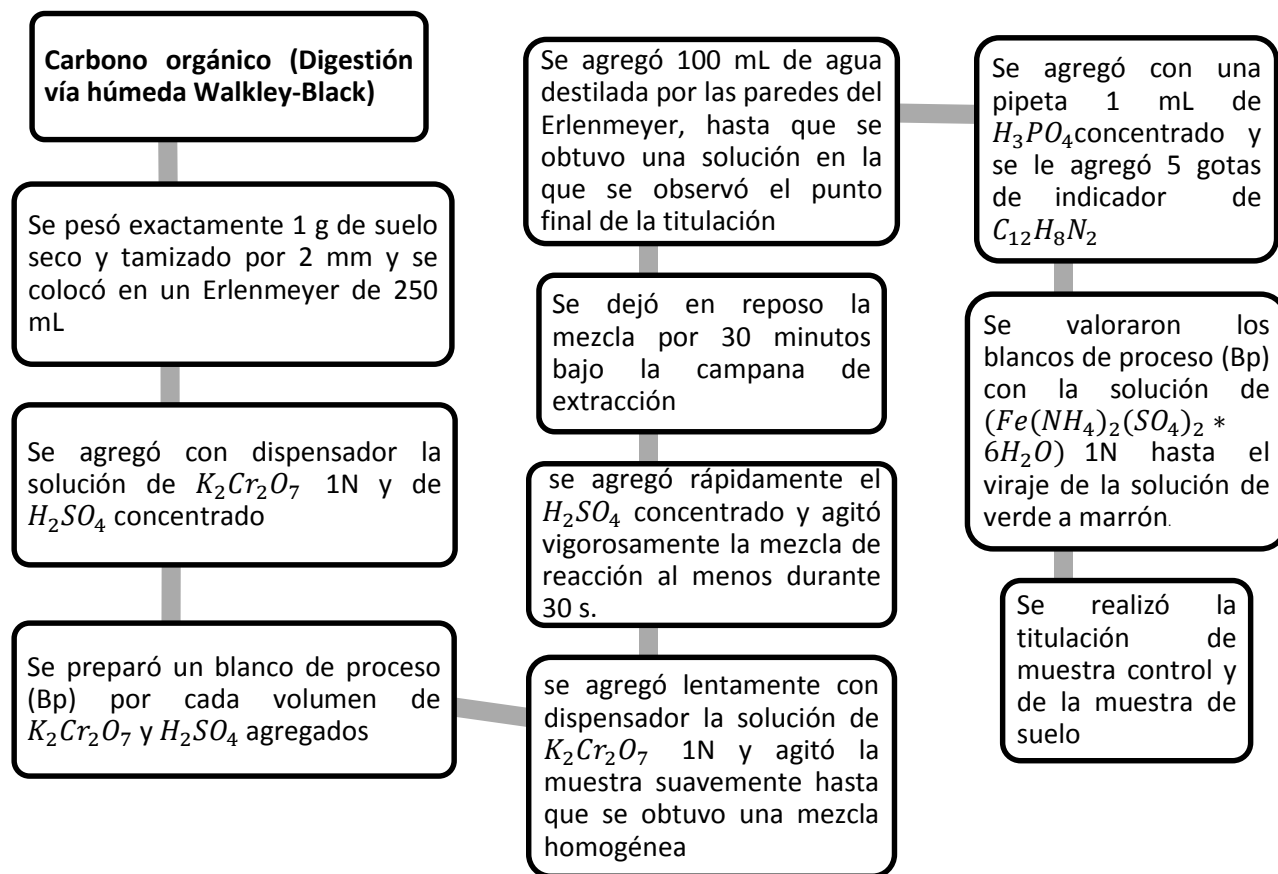 Carbono orgánico (Digestión
vía húmeda Walkley-Black)
Se pesó exactamente 1 g de suelo
seco y tamizado por 2 mm y se
colocó en un Erlenmeyer de 250
mL
Se agregó con dispensador la
solución de K₂Cr₂O₇ 1N y de
H₂SO₄ concentrado
Se preparó un blanco de proceso
(Bp) por cada volumen de
K₂Cr₂O₇ y H₂SO₄ agregados
se agregó lentamente con
dispensador la solución de
K₂Cr₂O₇ 1N y agitó la
muestra suavemente hasta
que se obtuvo una mezcla
homogénea
se agregó rápidamente el
H₂SO₄ concentrado y agitó
vigorosamente la mezcla de
reacción al menos durante
30 s.
Se dejó en reposo la
mezcla por 30 minutos
bajo la campana de
extracción
Se agregó 100 mL de agua
destilada por las paredes del
Erlenmeyer, hasta que se
obtuvo una solución en la
que se observó el punto
final de la titulación
Se agregó con una
pipeta 1 mL de
H₃PO₄concentrado y
se le agregó 5 gotas
de indicador de
C₁₂H₈N₂
Se valoraron los
blancos de proceso (Bp)
con la solución de
(Fe(NH₄)₂(SO₄)₂ *
6H₂O) 1N hasta el
viraje de la solución de
verde a marrón.
Se realizó la
titulación de
muestra control y
de la muestra de
suelo